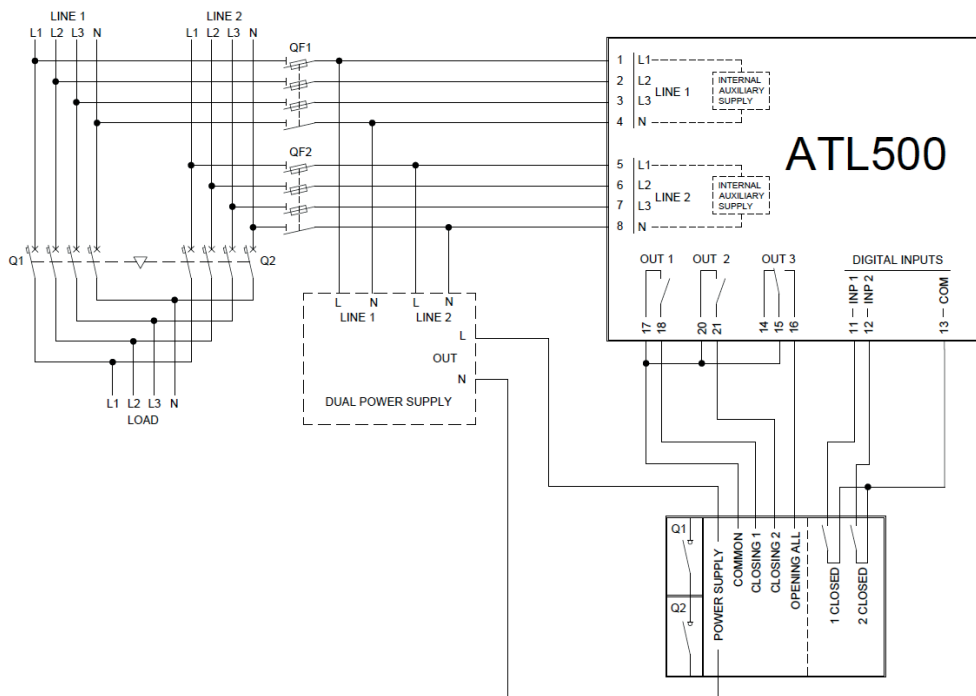 LINE 1
LINE 2
L1 L2 L3 N
L1 L2 L3 N
QF1
1 L1
2 L2
3 L3
4 N
LINE 1
INTERNAL
AUXILIARY
SUPPLY
ATL500
QF2
5 L1
6 L2
7 L3
8 N
LINE 2
INTERNAL
AUXILIARY
SUPPLY
Q1
Q2
OUT 1
OUT 2
OUT 3
DIGITAL INPUTS
17
18
20
21
14
15
16
11 – INP 1
12 – INP 2
13 – COM
L N L N
LINE 1
LINE 2
L
OUT
N
DUAL POWER SUPPLY
L1 L2 L3 N
LOAD
Q1
Q2
POWER SUPPLY
COMMON
CLOSING 1
CLOSING 2
OPENING ALL
1 CLOSED
2 CLOSED